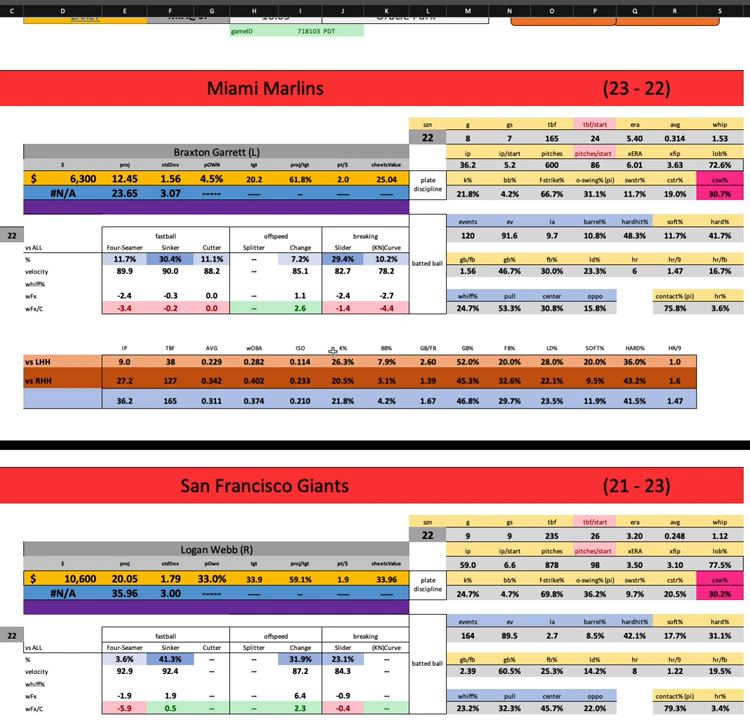 C D E F G H I J K L M N O P Q R S
gameID 718103 PDT
Miami Marlins (23 - 22)
szn g gs tbf tbf/start era avg whip
22 8 7 165 24 5.40 0.314 1.53
Braxton Garrett (L)
ip ip/start pitches pitches/start xERA xfip lob%
36.2 5.2 600 86 6.01 3.63 72.6%
$ proj stdDev pOWN tgt proj/tgt pt/$ sheetsValue
$ 6,300 12.45 1.56 4.5% 20.2 61.8% 2.0 25.04
#N/A 23.65 3.07 ----- ---- -- --- ----
plate discipline
k% bb% f-strike% o-swing% (pi) swstr% cstr% csw%
21.8% 4.2% 66.7% 31.1% 11.7% 19.0% 30.7%
events ev la barrel% hardhit% soft% hard%
120 91.6 9.7 10.8% 48.3% 11.7% 41.7%
22 fastball offspeed breaking
vs ALL Four-Seamer Sinker Cutter Splitter Change Slider (KN)Curve
% 11.7% 30.4% 11.1% -- 7.2% 29.4% 10.2%
velocity 89.9 90.0 88.2 85.1 82.7 78.2
whiff%
wFx -2.4 -0.3 0.0 -- 1.1 -2.4 -2.7
wFx/C -3.4 -0.2 0.0 -- 2.6 -1.4 -4.4
batted ball
gb/fb gb% fb% ld% hr hr/9 hr/fb
1.56 46.7% 30.0% 23.3% 6 1.47 16.7%
whiff% pull center oppo contact% (pi) hr%
24.7% 53.3% 30.8% 15.8% 75.8% 3.6%
IP TBF AVG wOBA ISO K% BB% GB/FB GB% FB% LD% SOFT% HARD% HR/9
vs LHH 9.0 38 0.229 0.282 0.114 26.3% 7.9% 2.60 52.0% 20.0% 28.0% 20.0% 36.0% 1.0
vs RHH 27.2 127 0.342 0.402 0.233 20.5% 3.1% 1.39 45.3% 32.6% 22.1% 9.5% 43.2% 1.6
36.2 165 0.311 0.374 0.210 21.8% 4.2% 1.67 46.8% 29.7% 23.5% 11.9% 41.5% 1.47
San Francisco Giants (21 - 23)
szn g gs tbf tbf/start era avg whip
22 9 9 235 26 3.20 0.248 1.12
Logan Webb (R)
ip ip/start pitches pitches/start xERA xfip lob%
59.0 6.6 878 98 3.50 3.10 77.5%
$ proj stdDev pOwn tgt proj/tgt pt/$ sheetsValue
$ 10,600 20.05 1.79 33.0% 33.9 59.1% 1.9 33.96
#N/A 35.96 3.00 ----- ---- -- --- ----
plate discipline
k% bb% f-strike% o-swing% (pi) swstr% cstr% csw%
24.7% 4.7% 69.8% 36.2% 9.7% 20.5% 30.2%
events ev la barrel% hardhit% soft% hard%
164 89.5 2.7 8.5% 42.1% 17.7% 31.1%
22 fastball offspeed breaking
vs ALL Four-Seamer Sinker Cutter Splitter Change Slider (KN)Curve
% 3.6% 41.3% -- -- 31.9% 23.1% --
velocity 92.9 92.4 -- 87.2 84.3 --
whiff%
wFx -1.9 1.9 -- -- 6.4 -0.9 --
wFx/C -5.9 0.5 -- -- 2.3 -0.4 --
batted ball
gb/fb gb% fb% ld% hr hr/9 hr/fb
2.39 60.5% 25.3% 14.2% 8 1.22 19.5%
whiff% pull center oppo contact% (pi) hr%
23.2% 32.3% 45.7% 22.0% 79.3% 3.4%